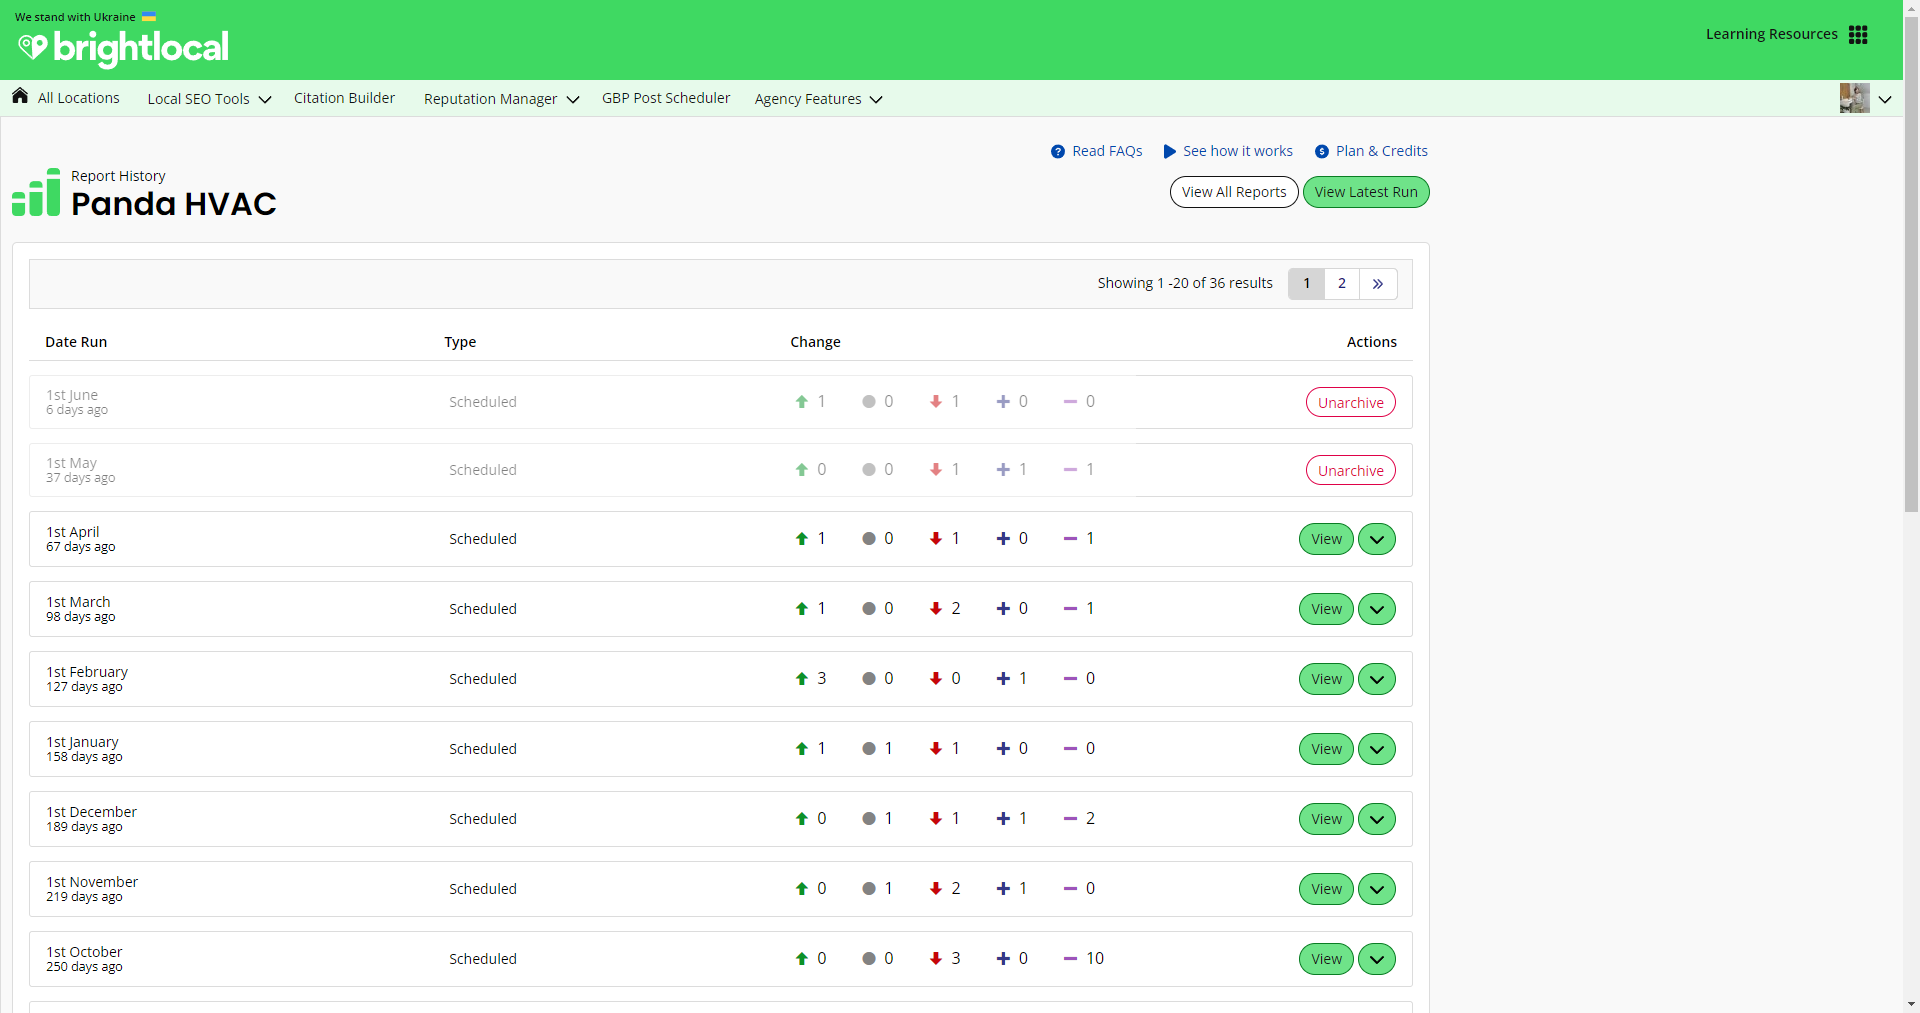 We stand with Ukraine
brightlocal
Learning Resources
All Locations Local SEO Tools Citation Builder Reputation Manager GBP Post Scheduler Agency Features
Read FAQs See how it works Plan & Credits
Report History
Panda HVAC
View All Reports View Latest Run
Showing 1 -20 of 36 results 1 2 »
Date Run Type Change Actions
1st June
6 days ago
Scheduled 1 0 1 0 0 Unarchive
1st May
37 days ago
Scheduled 0 0 1 1 1 Unarchive
1st April
67 days ago
Scheduled 1 0 1 0 1 View
1st March
98 days ago
Scheduled 1 0 2 0 1 View
1st February
127 days ago
Scheduled 3 0 0 1 0 View
1st January
158 days ago
Scheduled 1 1 1 0 0 View
1st December
189 days ago
Scheduled 0 1 1 1 2 View
1st November
219 days ago
Scheduled 0 1 2 1 0 View
1st October
250 days ago
Scheduled 0 0 3 0 10 View